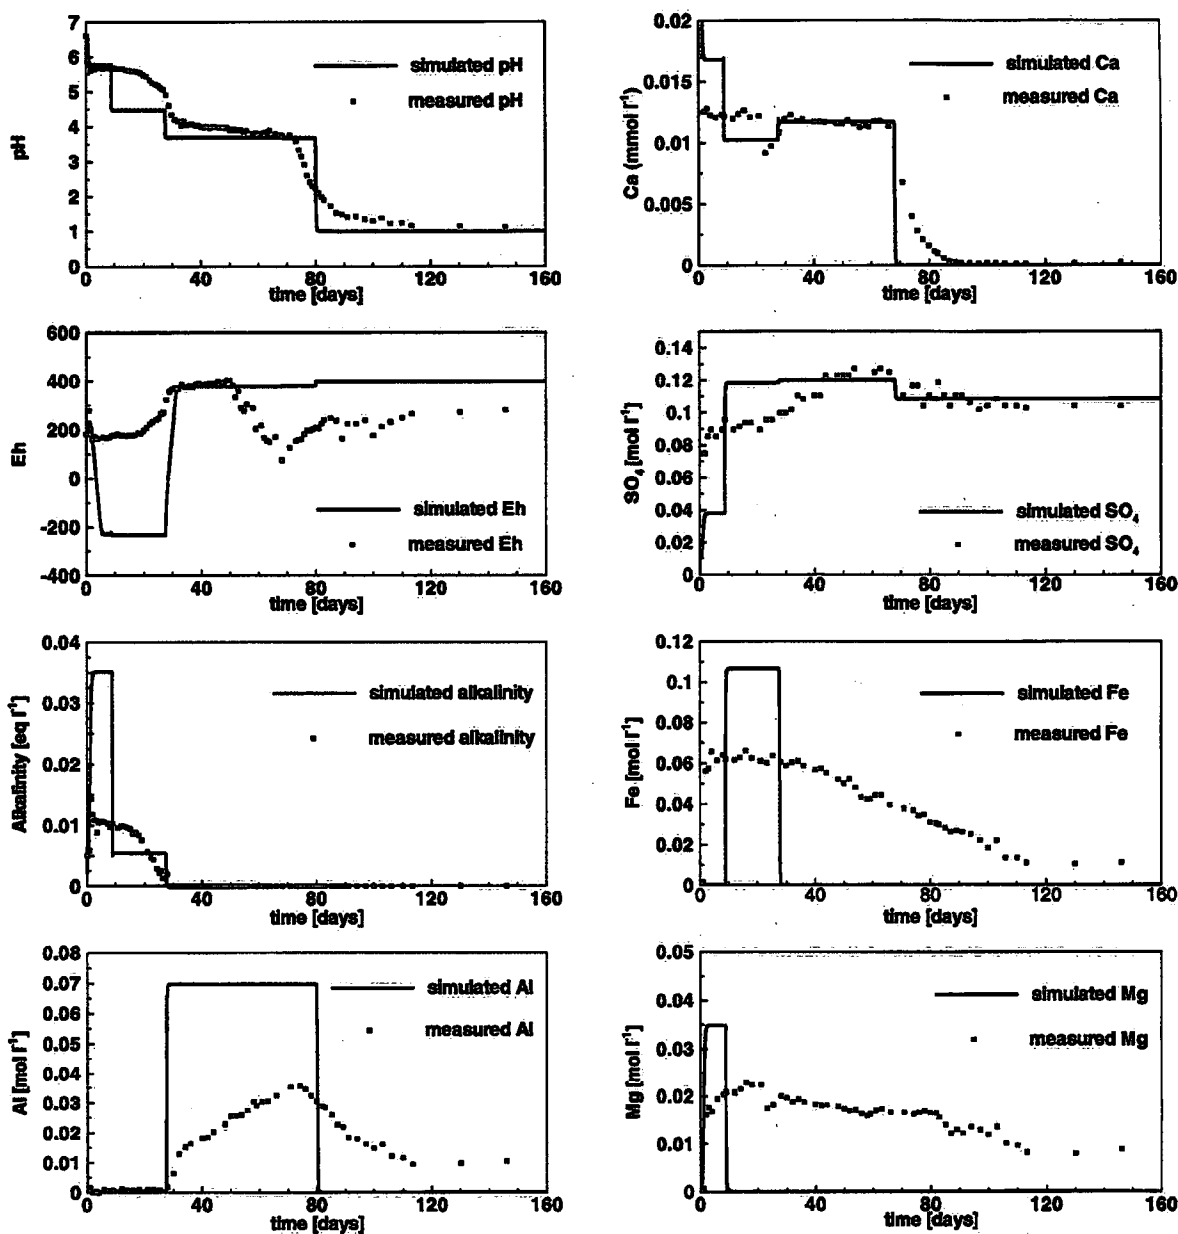 7
6
5
4
3
2
1
0
pH
simulated pH
measured pH
0 40 80 120 160
time [days]
0.02
0.015
0.01
0.005
0
Ca (mmol l⁻¹)
simulated Ca
measured Ca
0 40 80 120 160
time [days]
600
400
200
0
-200
-400
Eh
simulated Eh
measured Eh
0 40 80 120 160
time [days]
0.14
0.12
0.1
0.08
0.06
0.04
0.02
0
SO₄ [mol l⁻¹]
simulated SO₄
measured SO₄
0 40 80 120 160
time [days]
0.04
0.03
0.02
0.01
0
Alkalinity [eq l⁻¹]
simulated alkalinity
measured alkalinity
0 40 80 120 160
time [days]
0.12
0.1
0.08
0.06
0.04
0.02
0
Fe [mol l⁻¹]
simulated Fe
measured Fe
0 40 80 120 160
time [days]
0.08
0.07
0.06
0.05
0.04
0.03
0.02
0.01
0
Al [mol l⁻¹]
simulated Al
measured Al
0 40 80 120 160
time [days]
0.05
0.04
0.03
0.02
0.01
0
Mg [mol l⁻¹]
simulated Mg
measured Mg
0 40 80 120 160
time [days]